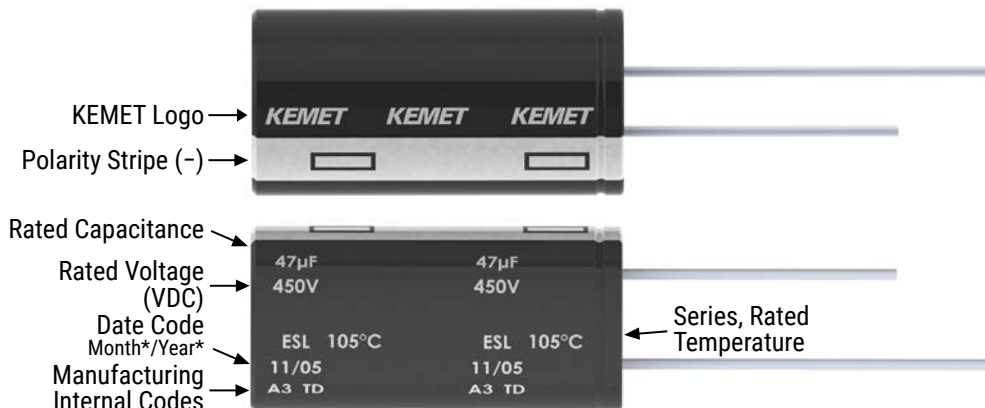 KEMET Logo
KEMET KEMET KEMET
Polarity Stripe (−)
Rated Capacitance
47µF 47µF
Rated Voltage
(VDC)
450V 450V
Date Code
Month*/Year*
ESL 105°C ESL 105°C
Series, Rated
Temperature
11/05 11/05
Manufacturing
Internal Codes
A3 TD A3 TD